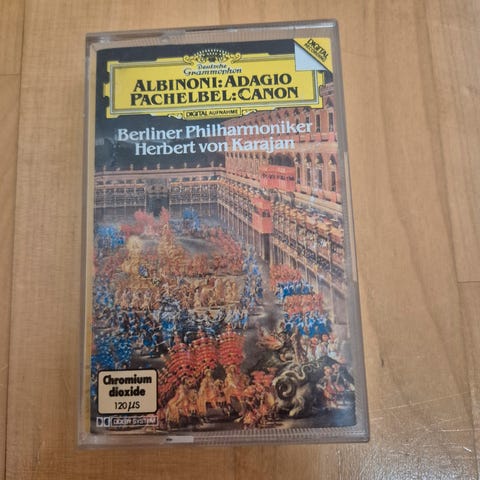 Deutsche
Grammophon
DIGITAL
ALBINONI: ADAGIO
PACHELBEL: CANON
DIGITAL AUFNAHME
Berliner Philharmoniker
Herbert von Karajan
Chromium
dioxide
120 µS
DOLBY SYSTEM